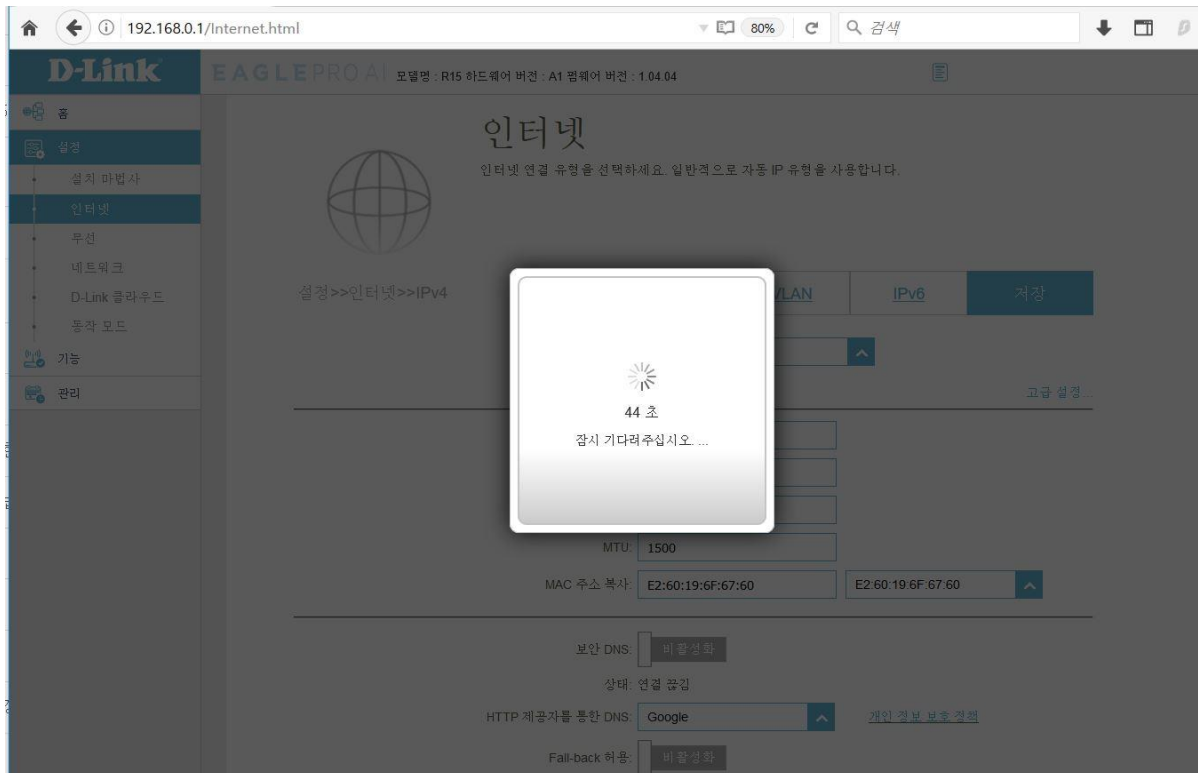 192.168.0.1/Internet.html
80%
검색
D-Link
EAGLE PRO AI 모델명 : R15 하드웨어 버전 : A1 펌웨어 버전 : 1.04.04
홈
설정
설치 마법사
인터넷
무선
네트워크
D-Link 클라우드
동작 모드
기능
관리
인터넷
인터넷 연결 유형을 선택하세요. 일반적으로 자동 IP 유형을 사용합니다.
설정>>인터넷>>IPv4
VLAN
IPv6
저장
고급 설정...
44 초
잠시 기다려주십시오. ...
MTU: 1500
MAC 주소 복사: E2:60:19:6F:67:60 E2:60:19:6F:67:60
보안 DNS: 비활성화
상태: 연결 끊김
HTTP 제공자를 통한 DNS: Google 개인 정보 보호 정책
Fall-back 허용: 비활성화